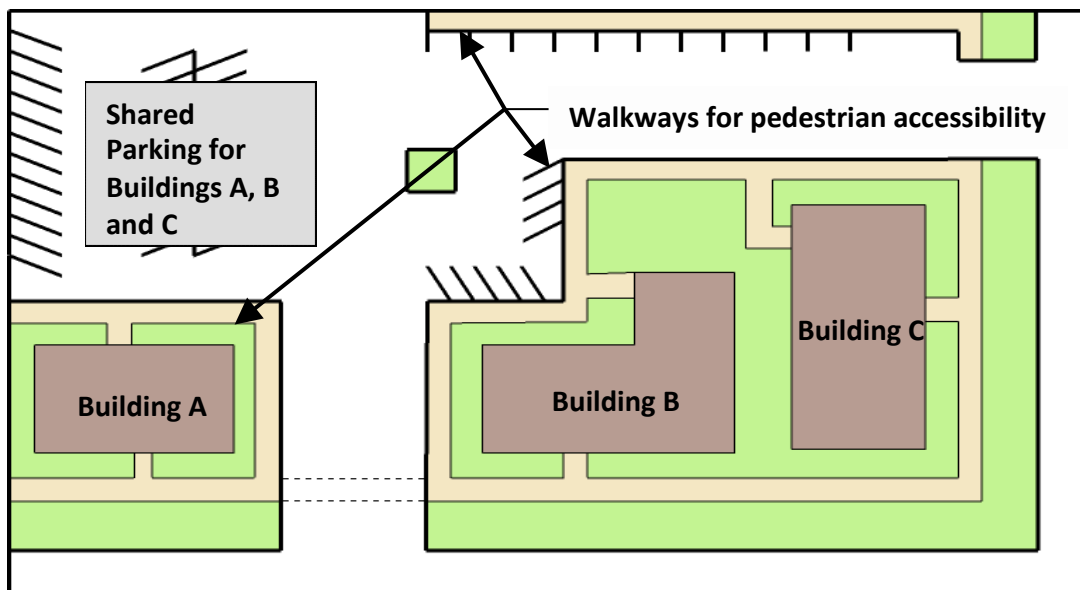 Shared
Parking for
Buildings A, B
and C
Walkways for pedestrian accessibility
Building C
Building A
Building B